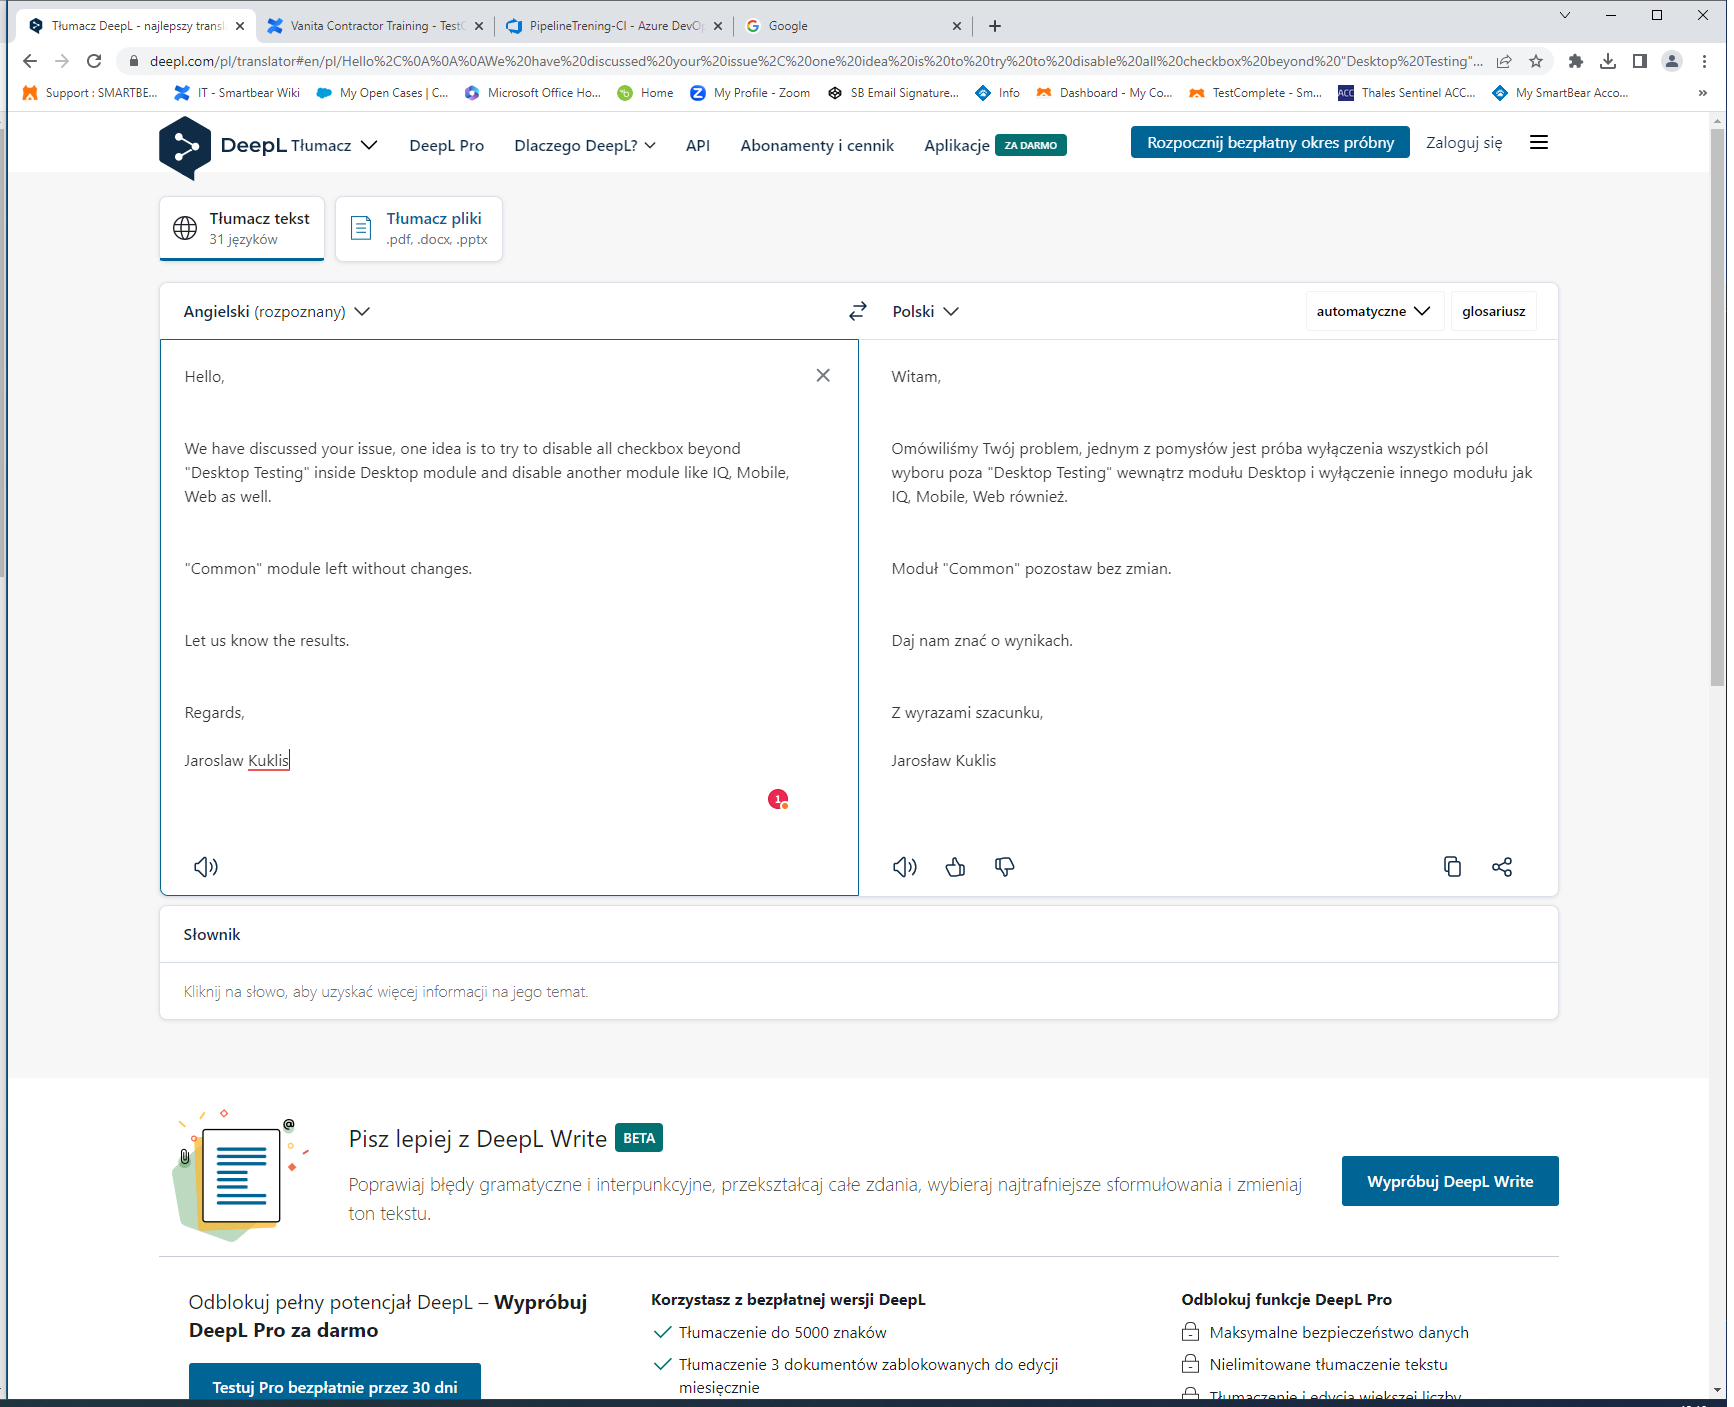 Tłumacz DeepL - najlepszy transl
Vanita Contractor Training - TestC
PipelineTrening-CI - Azure DevOp
Google
deepl.com/pl/translator#en/pl/Hello%2C%0A%0A%0AWe%20have%20discussed%20your%20issue%2C%20one%20idea%20is%20to%20try%20to%20disable%20all%20checkbox%20beyond%20"Desktop%20Testing"...
Support : SMARTBE...
IT - Smartbear Wiki
My Open Cases | C...
Microsoft Office Ho...
Home
My Profile - Zoom
SB Email Signature...
Info
Dashboard - My Co...
TestComplete - Sm...
ACC
Thales Sentinel ACC...
My SmartBear Acco...
»
DeepL Tłumacz
DeepL Pro
Dlaczego DeepL?
API
Abonamenty i cennik
Aplikacje ZA DARMO
Rozpocznij bezpłatny okres próbny
Zaloguj się
Tłumacz tekst
31 języków
Tłumacz pliki
.pdf, .docx, .pptx
Angielski (rozpoznany)
Polski
automatyczne
glosariusz
Hello,
We have discussed your issue, one idea is to try to disable all checkbox beyond
"Desktop Testing" inside Desktop module and disable another module like IQ, Mobile,
Web as well.
"Common" module left without changes.
Let us know the results.
Regards,
Jaroslaw Kuklis
1
Witam,
Omówiliśmy Twój problem, jednym z pomysłów jest próba wyłączenia wszystkich pól
wyboru poza "Desktop Testing" wewnątrz modułu Desktop i wyłączenie innego modułu jak
IQ, Mobile, Web również.
Moduł "Common" pozostaw bez zmian.
Daj nam znać o wynikach.
Z wyrazami szacunku,
Jarosław Kuklis
Słownik
Kliknij na słowo, aby uzyskać więcej informacji na jego temat.
@
Pisz lepiej z DeepL Write BETA
Poprawiaj błędy gramatyczne i interpunkcyjne, przekształcaj całe zdania, wybieraj najtrafniejsze sformułowania i zmieniaj
ton tekstu.
Wypróbuj DeepL Write
Odblokuj pełny potencjał DeepL – Wypróbuj
DeepL Pro za darmo
Testuj Pro bezpłatnie przez 30 dni
Korzystasz z bezpłatnej wersji DeepL
Tłumaczenie do 5000 znaków
Tłumaczenie 3 dokumentów zablokowanych do edycji
miesięcznie
Odblokuj funkcje DeepL Pro
Maksymalne bezpieczeństwo danych
Nielimitowane tłumaczenie tekstu
Tłumaczenie i edycja większej liczby